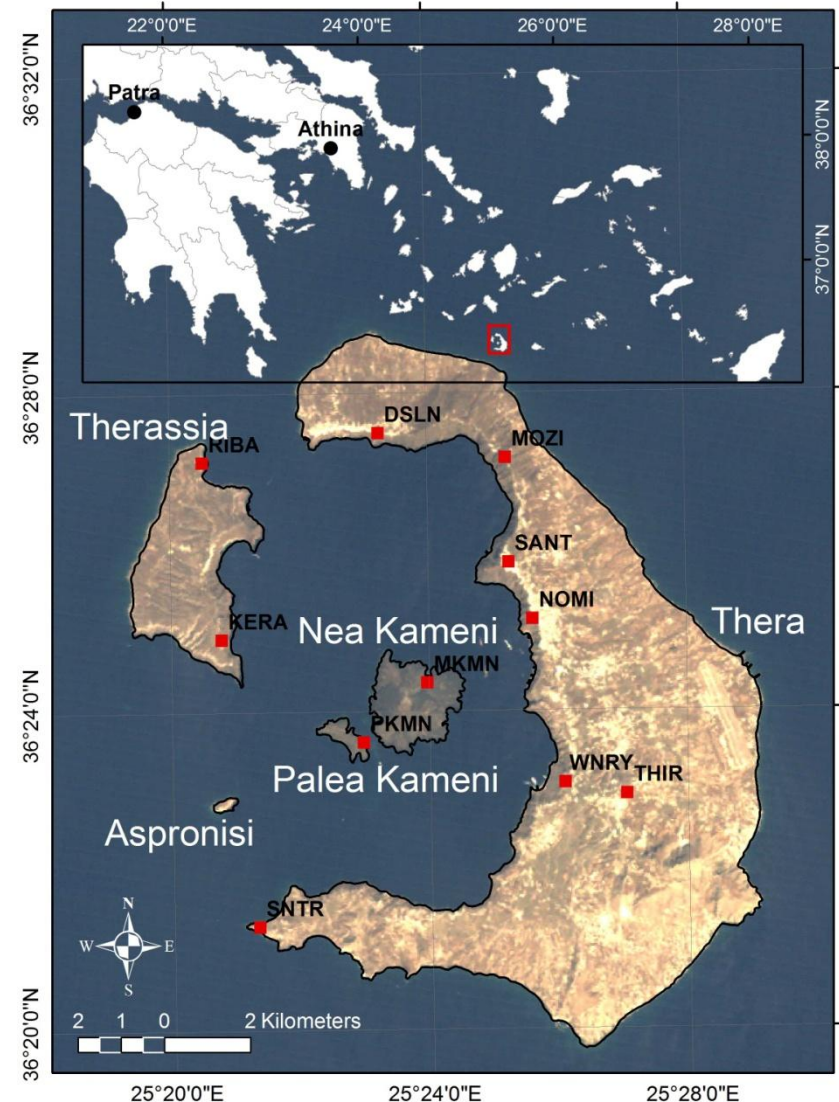 22°0'0"E 24°0'0"E 26°0'0"E 28°0'0"E
36°32'0"N
Patra
Athina
38°0'0"N
37°0'0"N
36°28'0"N
DSLN
Therassia
MOZI
RIBA
SANT
NOMI
Thera
KERA
Nea Kameni
MKMN
36°24'0"N
PKMN
WNRY
THIR
Palea Kameni
Aspronisi
SNTR
N
W E
S
2 1 0 2 Kilometers
36°20'0"N
25°20'0"E 25°24'0"E 25°28'0"E